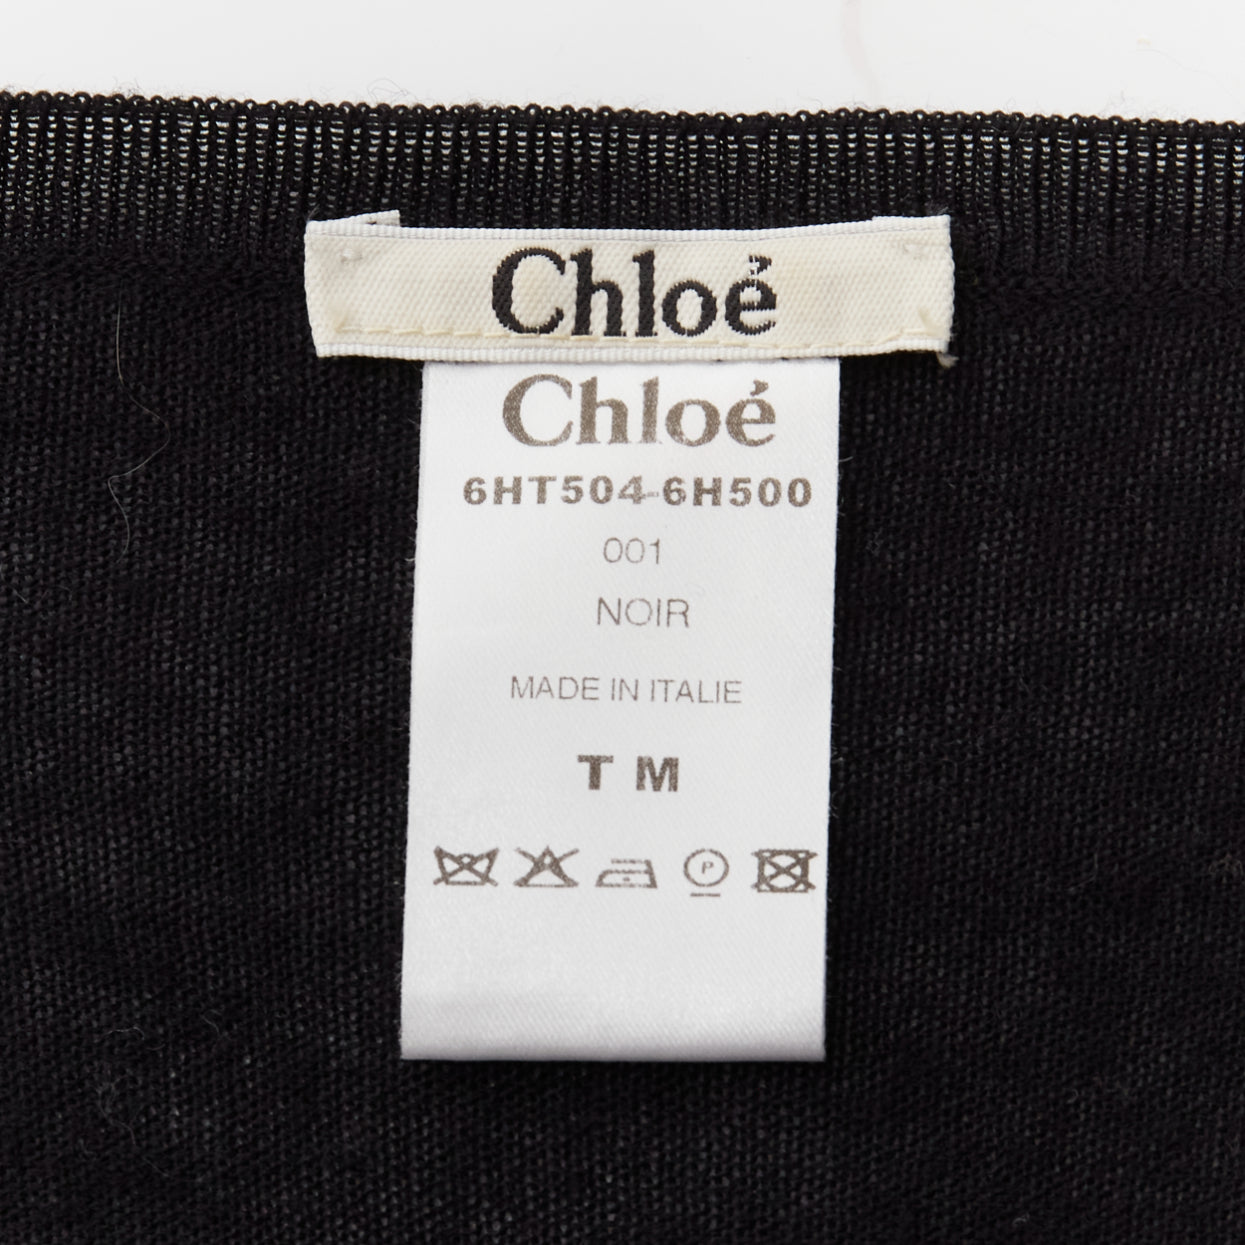 Chloé
Chloé
6HT504-6H500
001
NOIR
MADE IN ITALIE
T M
P